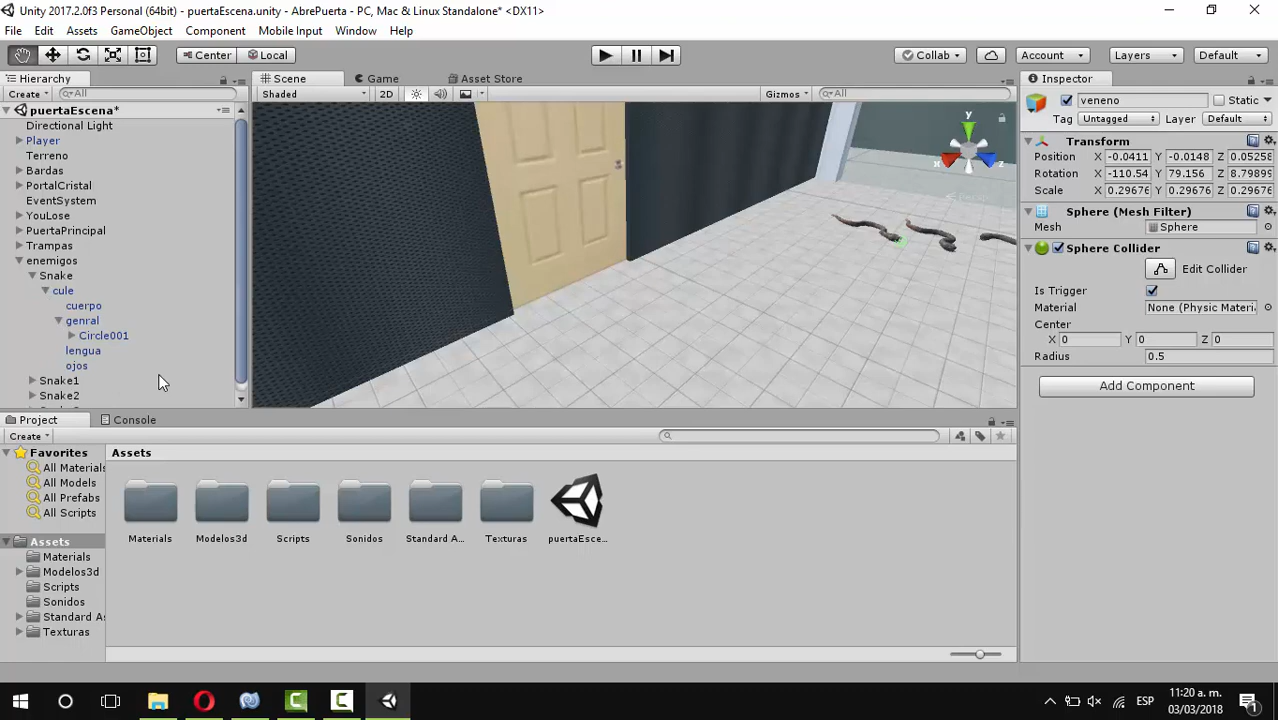 Unity 2017.2.0f3 Personal (64bit) - puertaEscena.unity - AbrePuerta - PC, Mac & Linux Standalone* <DX11>
File Edit Assets GameObject Component Mobile Input Window Help
Center Local Collab Account Layers Default
Hierarchy Scene Game Asset Store Inspector
Create All Shaded 2D Gizmos All veneno Static
puertaEscena* Tag Untagged Layer Default
Directional Light
Player Transform
Terreno Position X -0.0411 Y -0.0148 Z 0.05258
Bardas Rotation X -110.54 Y 79.156 Z 8.79899
PortalCristal Scale X 0.29676 Y 0.29676 Z 0.29676
EventSystem
YouLose Sphere (Mesh Filter)
PuertaPrincipal Mesh Sphere
Trampas Sphere Collider
enemigos
Snake Edit Collider
cule Is Trigger
cuerpo Material None (Physic Materi
genral Center
Circle001 X 0 Y 0 Z 0
lengua Radius 0.5
ojos
Snake1 Add Component
Snake2
Project Console
Create
Favorites Assets
All Materials
All Models
All Prefabs
All Scripts
Materials Modelos3d Scripts Sonidos Standard A... Texturas puertaEsce...
Assets
Materials
Modelos3d
Scripts
Sonidos
Standard As
Texturas
y
x
z
ESP
11:20 a. m.
03/03/2018
1